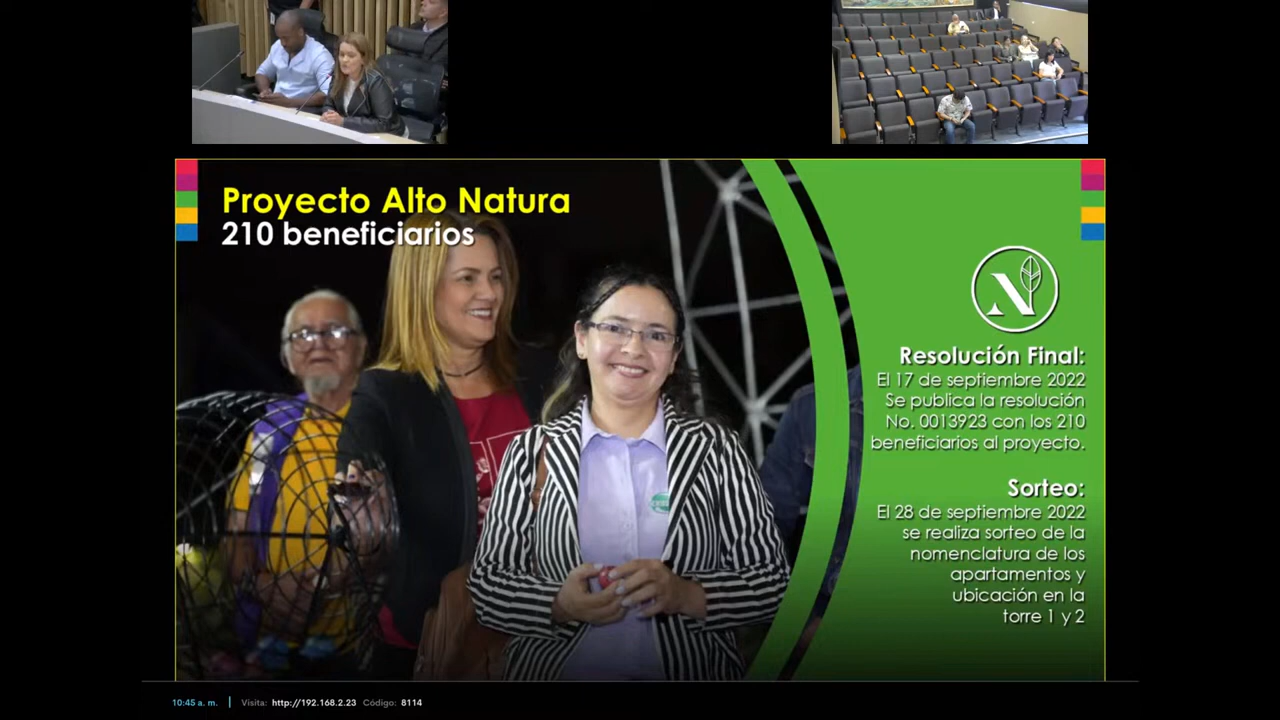 Proyecto Alto Natura
210 beneficiarios
N
Resolución Final:
El 17 de septiembre 2022
Se publica la resolución
No. 0013923 con los 210
beneficiarios al proyecto.
Sorteo:
El 28 de septiembre 2022
se realiza sorteo de la
nomenclatura de los
apartamentos y
ubicación en la
torre 1 y 2
10:45 a. m. | Visita: http://192.168.2.23 Código: 8114